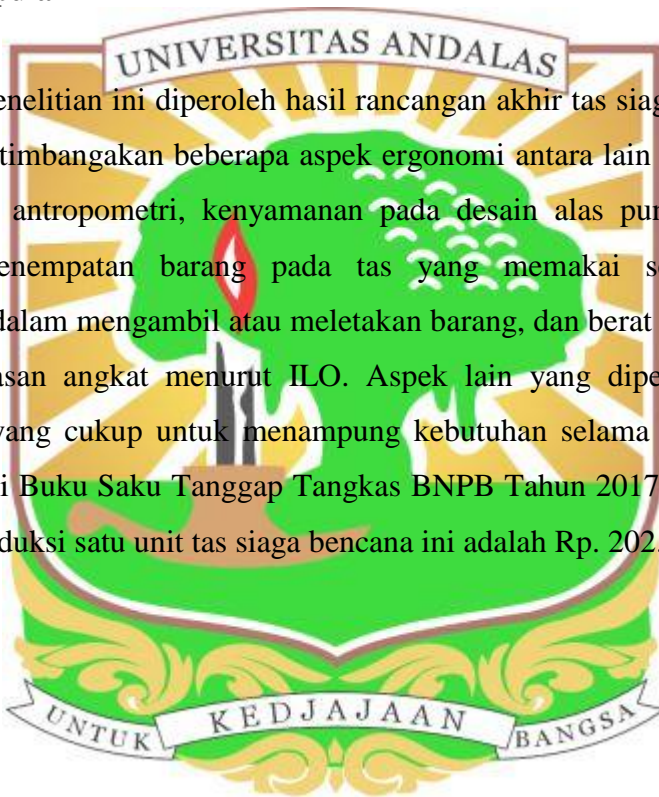 UNIVERSITAS ANDALAS
enelitian ini diperoleh hasil rancangan akhir tas siag
timbangakan beberapa aspek ergonomi antara lain
antropometri, kenyamanan pada desain alas pu
enempatan barang pada tas yang memakai s
dalam mengambil atau meletakan barang, dan berat
asan angkat menurut ILO. Aspek lain yang dipe
yang cukup untuk menampung kebutuhan selama
i Buku Saku Tanggap Tangkas BNPB Tahun 2017
duksi satu unit tas siaga bencana ini adalah Rp. 202
UNTUK KEDJAJAAN BANGSA